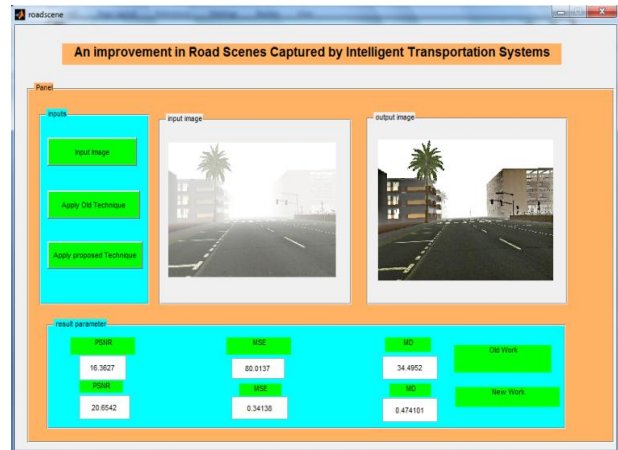 roadscene
An improvement in Road Scenes Captured by Intelligent Transportation Systems
Panel
inputs
input image
output image
Input Image
Apply Old Technique
Apply proposed Technique
result parameter
PSNR
MSE
MD
Old Work
16.3627
80.0137
34.4952
PSNR
MSE
MD
New Work
20.6542
0.34138
0.474101